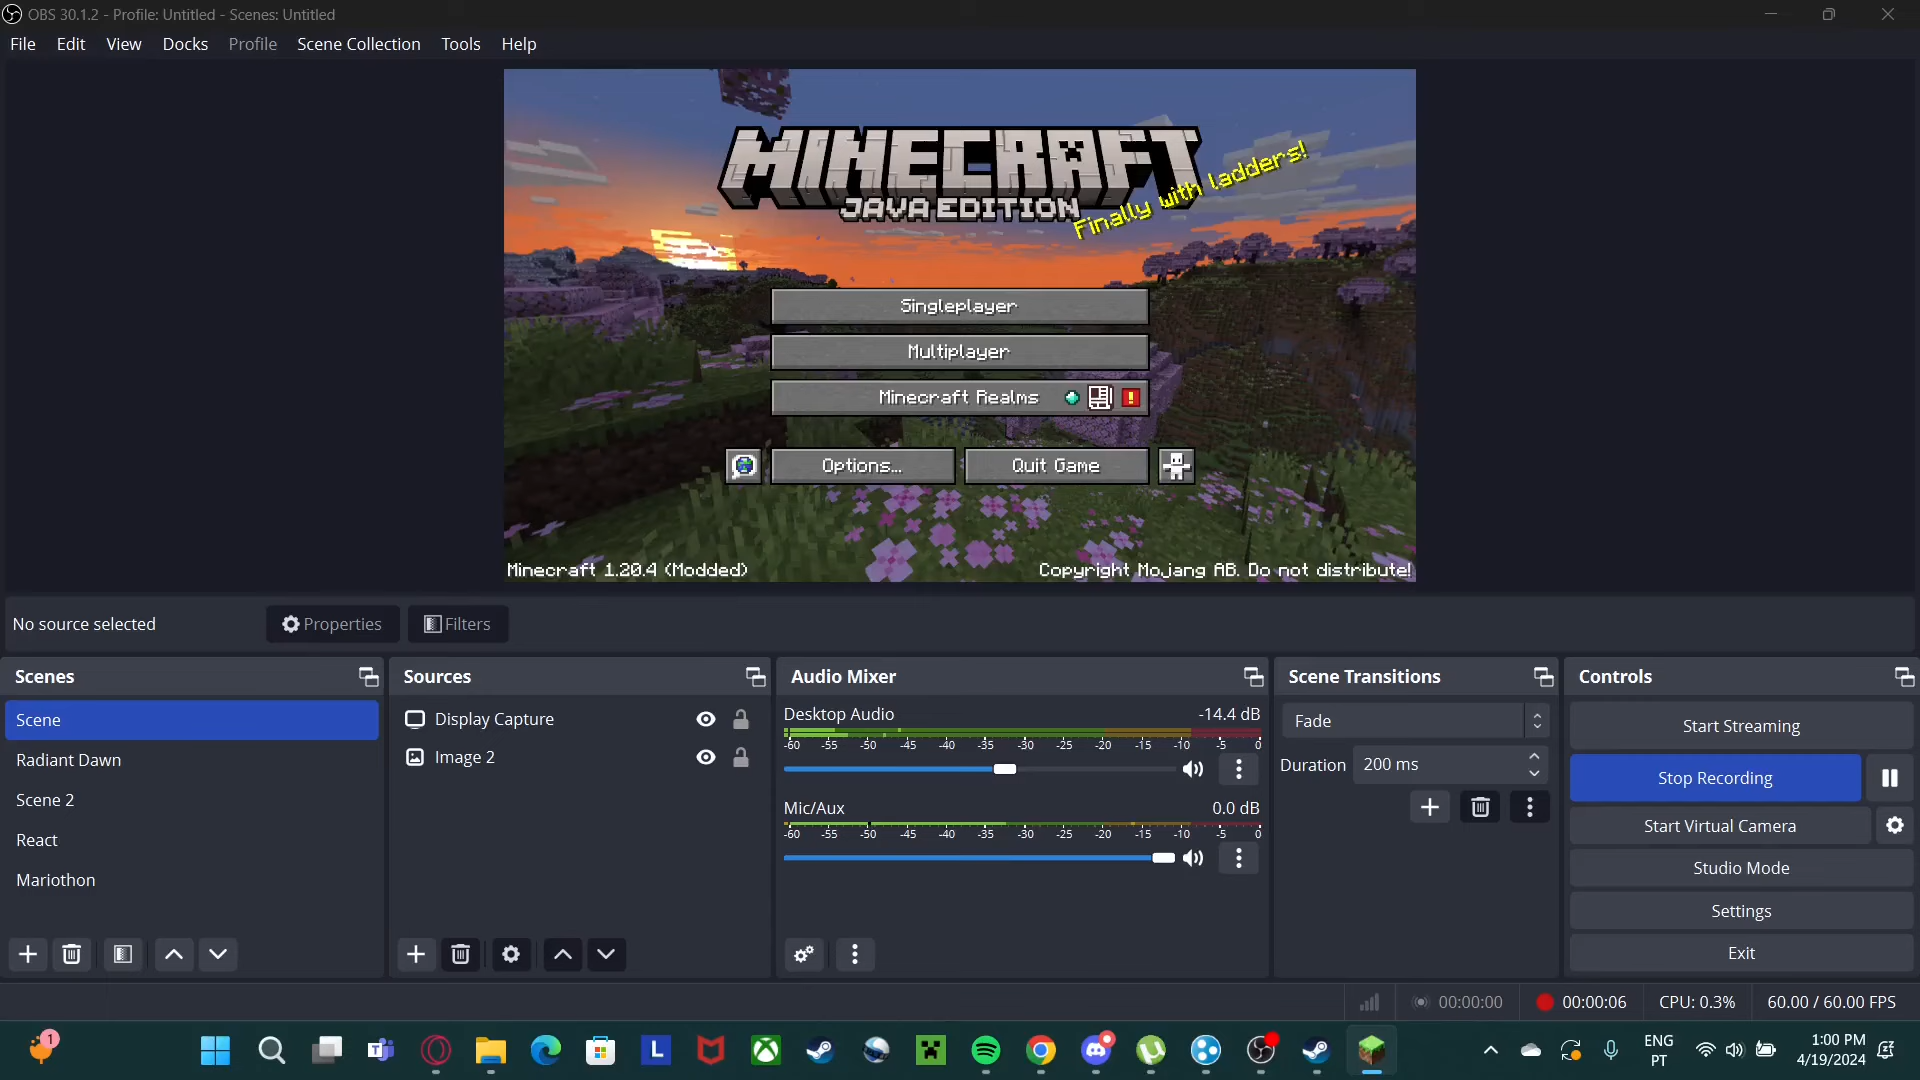 OBS 30.1.2 - Profile: Untitled - Scenes: Untitled
File Edit View Docks Profile Scene Collection Tools Help
MINECRAFT
JAVA EDITION
Finally with ladders!
Singleplayer
Multiplayer
Minecraft Realms
Options...
Quit Game
Minecraft 1.20.4 (Modded)
Copyright Mojang AB. Do not distribute!
No source selected
Properties
Filters
Scenes
Scene
Radiant Dawn
Scene 2
React
Mariothon
Sources
Display Capture
Image 2
Audio Mixer
Desktop Audio -14.4 dB
-60 -55 -50 -45 -40 -35 -30 -25 -20 -15 -10 -5 0
Mic/Aux 0.0 dB
-60 -55 -50 -45 -40 -35 -30 -25 -20 -15 -10 -5 0
Scene Transitions
Fade
Duration 200 ms
Controls
Start Streaming
Stop Recording
Start Virtual Camera
Studio Mode
Settings
Exit
00:00:00
00:00:06
CPU: 0.3%
60.00 / 60.00 FPS
1
L
ENG
PT
1:00 PM
4/19/2024